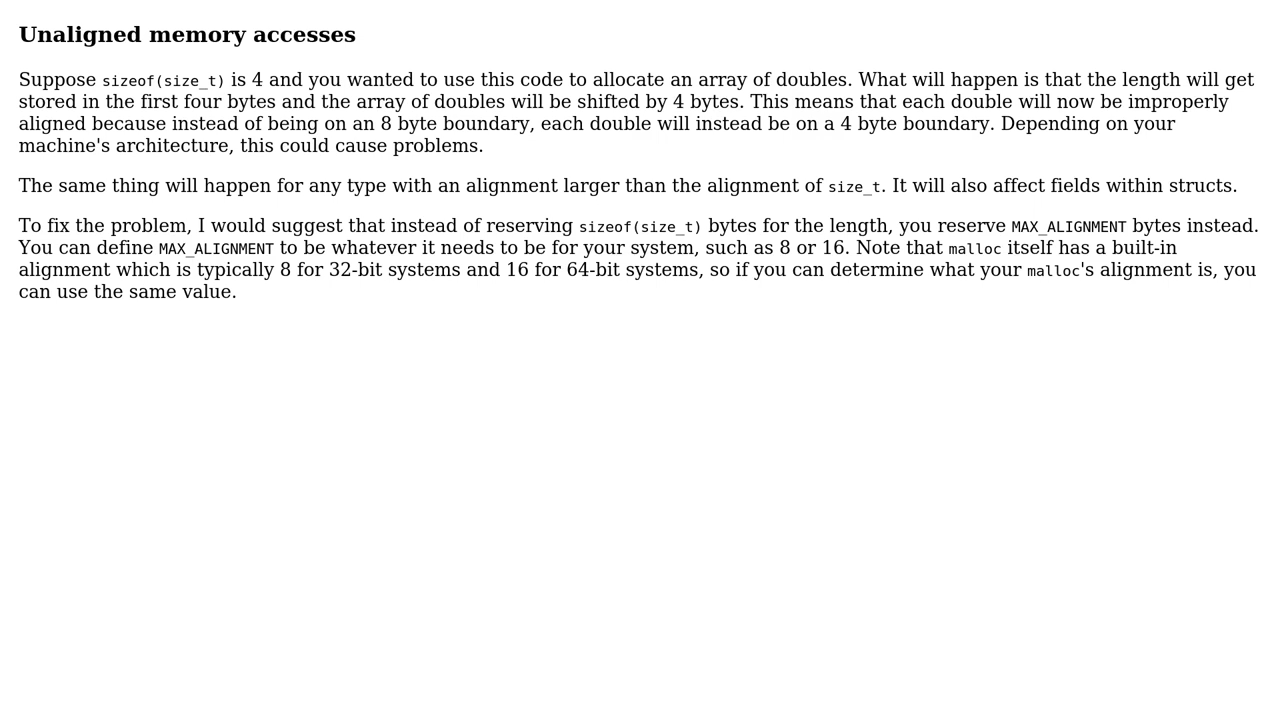 Unaligned memory accesses
Suppose sizeof(size_t) is 4 and you wanted to use this code to allocate an array of doubles. What will happen is that the length will get
stored in the first four bytes and the array of doubles will be shifted by 4 bytes. This means that each double will now be improperly
aligned because instead of being on an 8 byte boundary, each double will instead be on a 4 byte boundary. Depending on your
machine's architecture, this could cause problems.
The same thing will happen for any type with an alignment larger than the alignment of size_t. It will also affect fields within structs.
To fix the problem, I would suggest that instead of reserving sizeof(size_t) bytes for the length, you reserve MAX_ALIGNMENT bytes instead.
You can define MAX_ALIGNMENT to be whatever it needs to be for your system, such as 8 or 16. Note that malloc itself has a built-in
alignment which is typically 8 for 32-bit systems and 16 for 64-bit systems, so if you can determine what your malloc's alignment is, you
can use the same value.